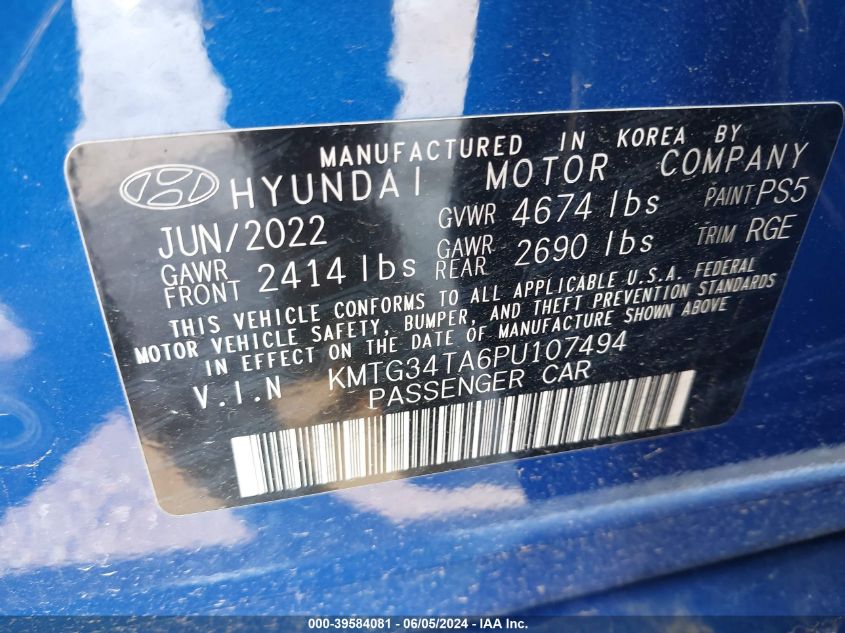 MANUFACTURED IN KOREA BY
HYUNDAI MOTOR COMPANY
JUN/2022 GVWR 4674 lbs PAINT PS5
GAWR FRONT 2414 lbs GAWR REAR 2690 lbs TRIM RGE
THIS VEHICLE CONFORMS TO ALL APPLICABLE U.S.A. FEDERAL
MOTOR VEHICLE SAFETY, BUMPER, AND THEFT PREVENTION STANDARDS
IN EFFECT ON THE DATE OF MANUFACTURE SHOWN ABOVE
V.I.N KMTG34TA6PU107494
PASSENGER CAR
000-39584081 - 06/05/2024 - IAA Inc.